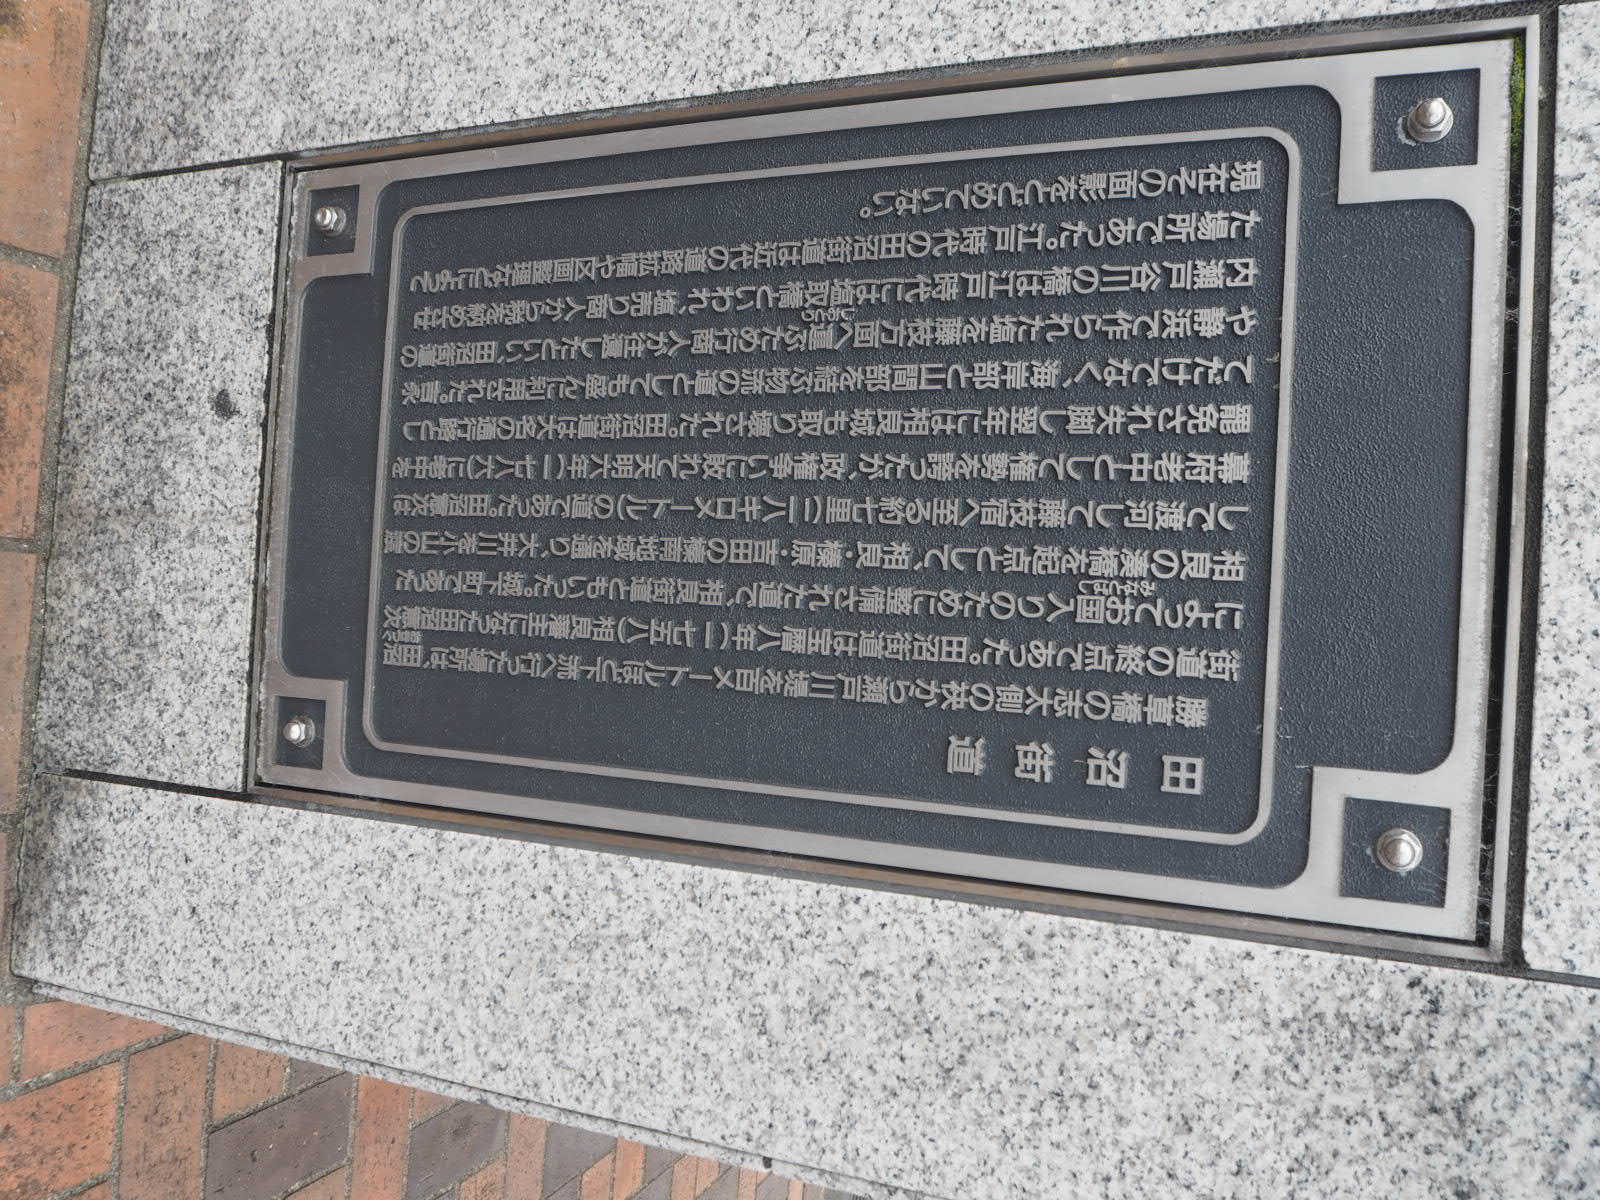 田沼街道
勝草橋の志太側の袂から瀬戸川堤を百メートルほど下流へ行った場所は、田沼
街道の終点であった。田沼街道は宝暦八年(一七五八)相良藩主になった田沼意次
おきつぐ
によってお国入りのために整備された道で、相良街道ともいった。城下町であった
相良の湊橋を起点として、相良・榛原・吉田の榛南地域を通り、大井川を小山の渡
みなとばし
しで渡河して藤枝宿へ至る約七里(二八キロメートル)の道であった。田沼意次は
幕府老中として権勢を誇ったが、政権争いに敗れて天明六年(一七八六)に老中を
罷免され失脚し翌年には相良城も取り壊された。田沼街道は大名の通行路とし
てだけでなく、海岸部と山間部を結ぶ物流の道としても盛んに利用された。吉永
や静浜で作られた塩を藤枝方面へ運ぶため行商人が往還したといい、田沼街道の
内瀬戸谷川の橋は江戸時代には塩取橋といわれ、塩売り商人から税を納めさせ
しおとり
た場所であった。江戸時代の田沼街道は近代の道路拡幅や区画整理などによって
現在その面影をとどめていない。